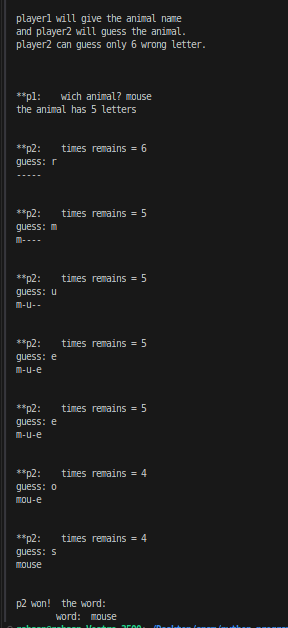 player1 will give the animal name
and player2 will guess the animal.
player2 can guess only 6 wrong letter.
**p1:    wich animal? mouse
the animal has 5 letters
**p2:    times remains = 6
guess: r
-----
**p2:    times remains = 5
guess: m
m----
**p2:    times remains = 5
guess: u
m-u--
**p2:    times remains = 5
guess: e
m-u-e
**p2:    times remains = 5
guess: e
m-u-e
**p2:    times remains = 4
guess: o
mou-e
**p2:    times remains = 4
guess: s
mouse
p2 won!  the word:
word:  mouse